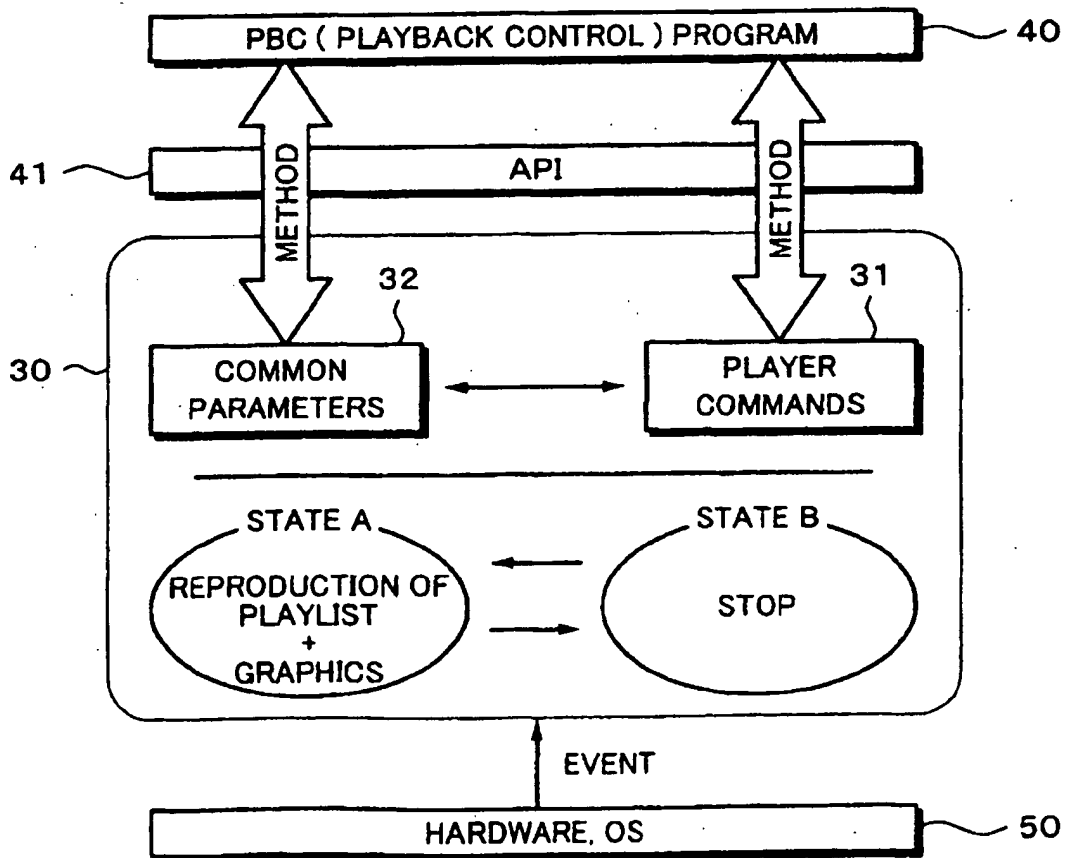 PBC ( PLAYBACK CONTROL ) PROGRAM
40
41
API
METHOD
METHOD
32
31
30
COMMON
PARAMETERS
PLAYER
COMMANDS
STATE A
REPRODUCTION OF
PLAYLIST
+
GRAPHICS
STATE B
STOP
EVENT
HARDWARE, OS
50